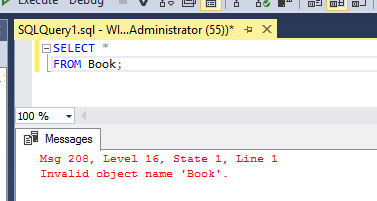 Execute Debug
SQLQuery1.sql - WI...Administrator (55))*
SELECT *
FROM Book;
100 %
Messages
Msg 208, Level 16, State 1, Line 1
Invalid object name 'Book'.